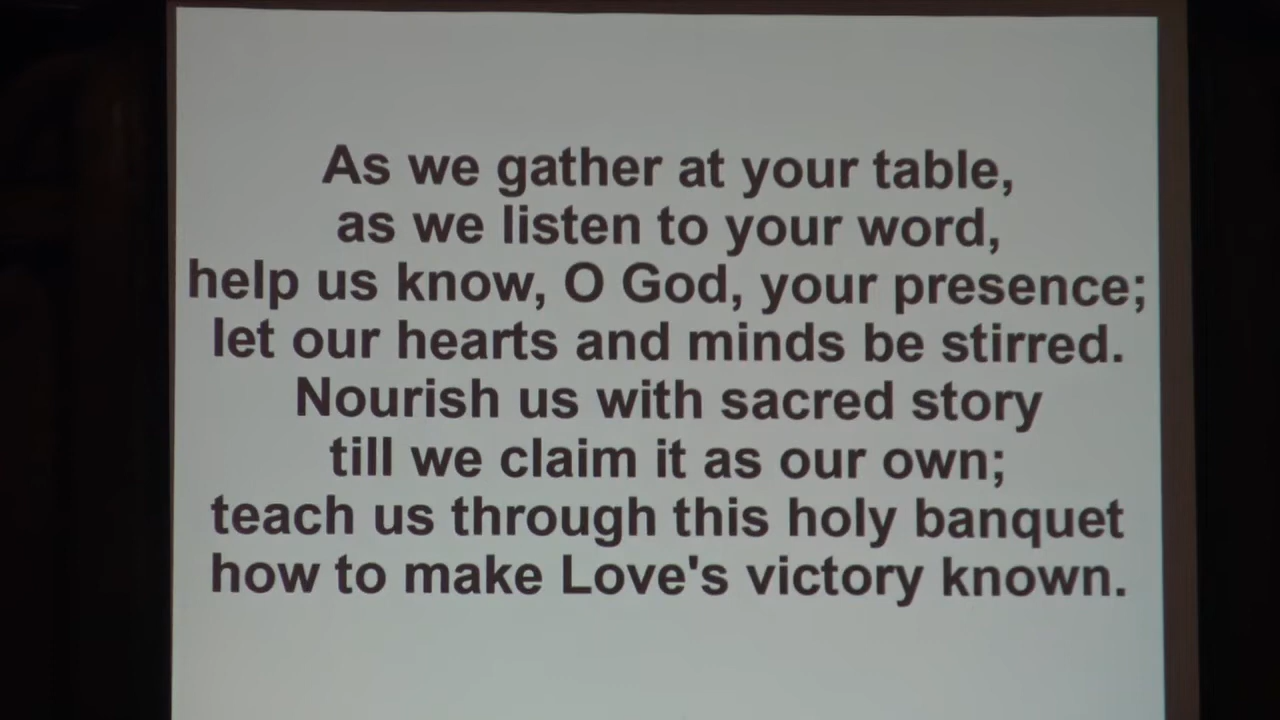 As we gather at your table,
as we listen to your word,
help us know, O God, your presence;
let our hearts and minds be stirred.
Nourish us with sacred story
till we claim it as our own;
teach us through this holy banquet
how to make Love's victory known.